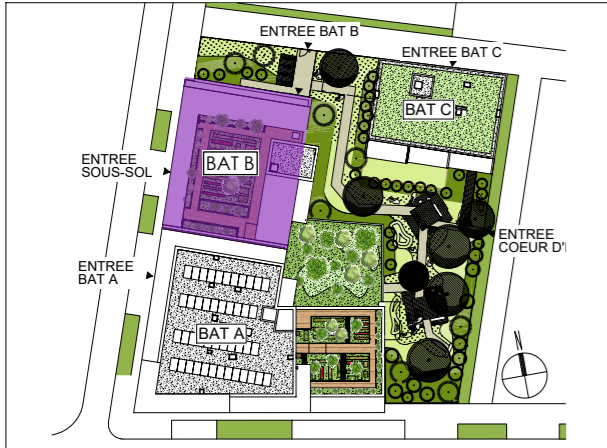 ENTREE BAT B
ENTREE BAT C
BAT C
BAT B
ENTREE
SOUS-SOL
ENTREE
COEUR D'
ENTREE
BAT A
BAT A
N